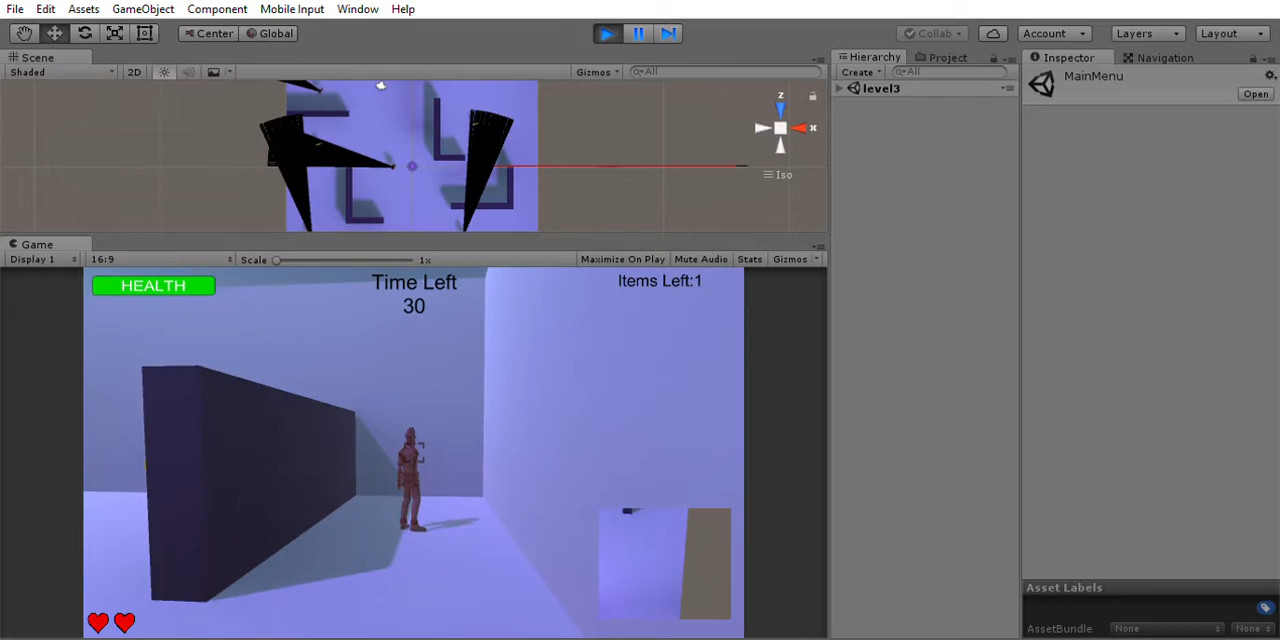 File Edit Assets GameObject Component Mobile Input Window Help
Center Global Collab Account Layers Layout
Scene Hierarchy Project Inspector Navigation
Shaded 2D Gizmos All Create All MainMenu
level3 Open
z
x
Iso
Game
Display 1 16:9 Scale 1x Maximize On Play Mute Audio Stats Gizmos
HEALTH Time Left Items Left:1
30
Asset Labels
AssetBundle None None